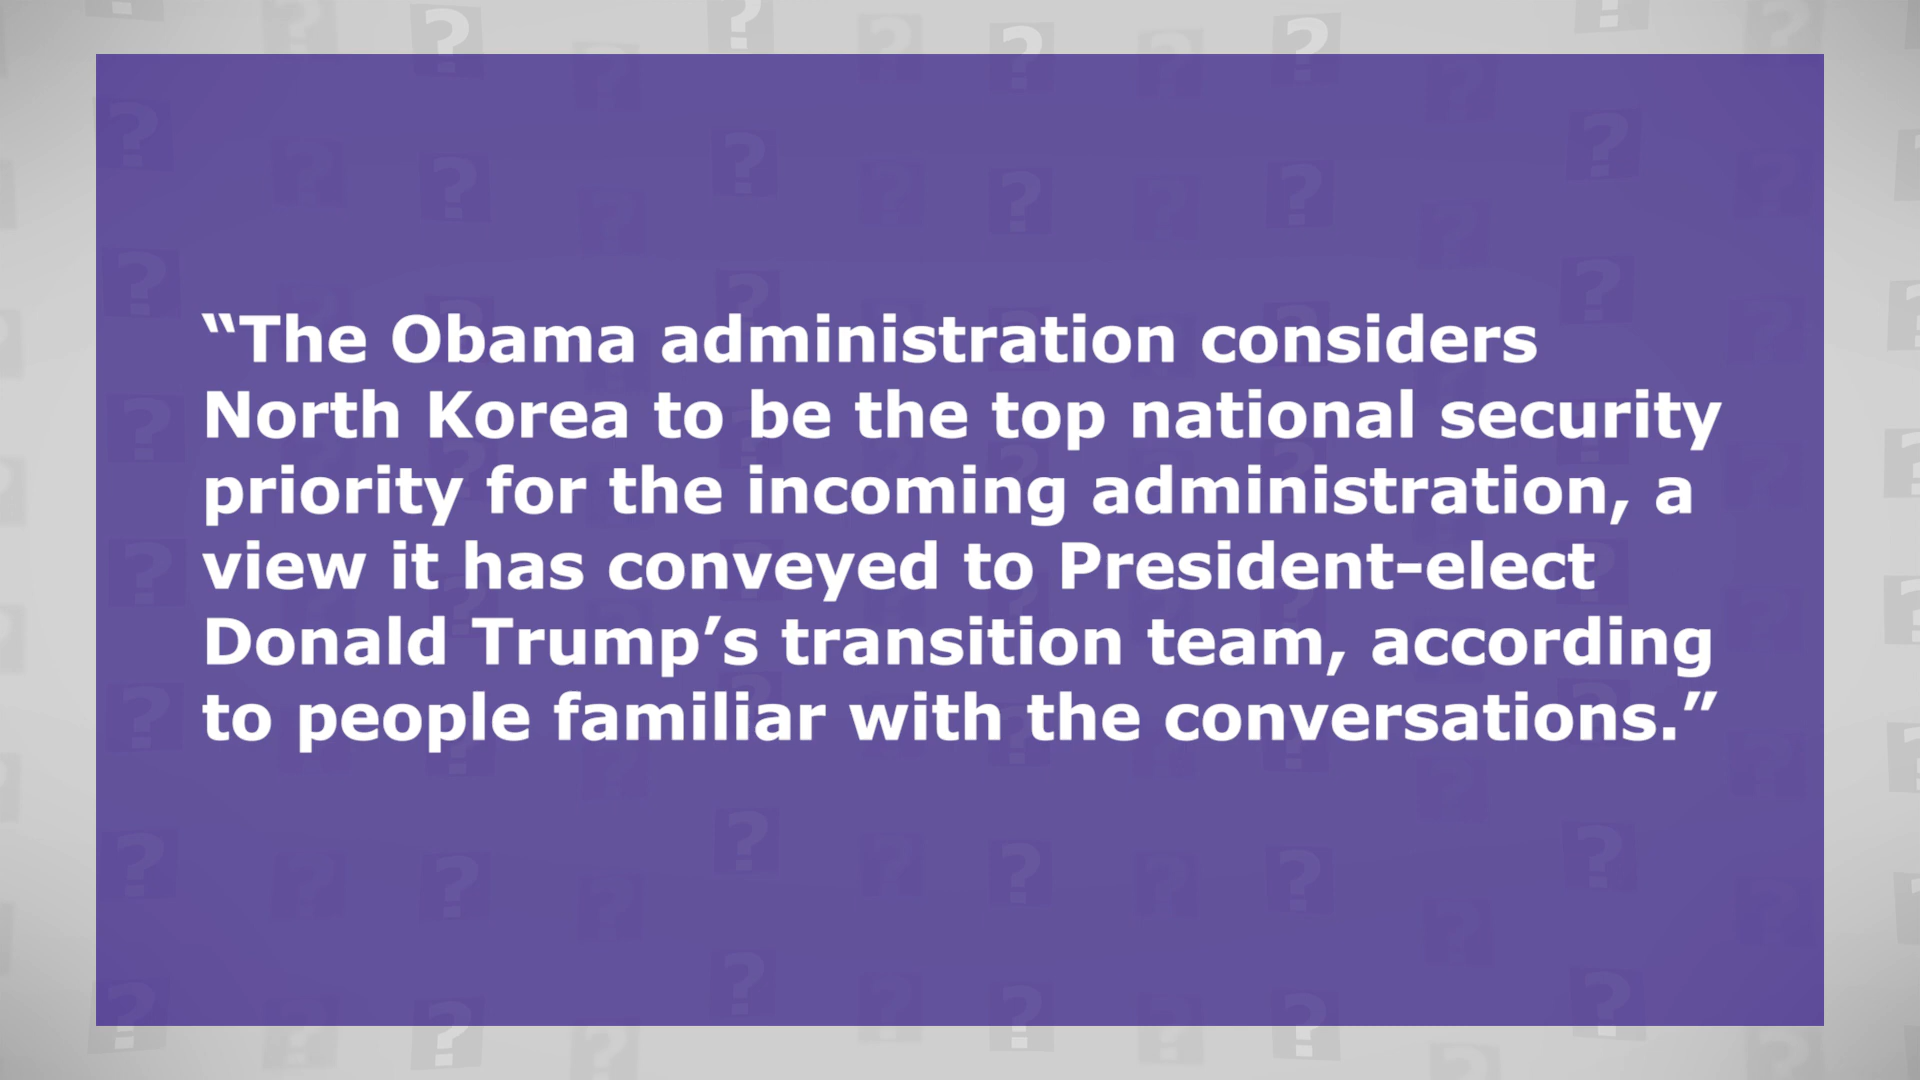 “The Obama administration considers
North Korea to be the top national security
priority for the incoming administration, a
view it has conveyed to President-elect
Donald Trump’s transition team, according
to people familiar with the conversations.”